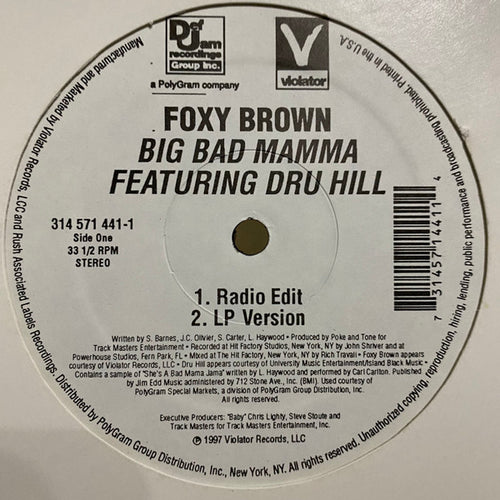 Def
Jam
recordings
Group Inc.
V
violator
a PolyGram company
FOXY BROWN
BIG BAD MAMMA
FEATURING DRU HILL
314 571 441-1
Side One
33 1/2 RPM
STEREO
1. Radio Edit
2. LP Version
7 31457 14411 4
Written by S. Barnes, J.C. Olivier, S. Carter, L. Haywood • Produced by Poke and Tone for
Track Masters Entertainment • Recorded at Hit Factory Studios, New York, NY by John Shriver and at
Powerhouse Studios, Fern Park, FL • Mixed at The Hit Factory, New York, NY by Rich Travali • Foxy Brown appears
courtesy of Violator Records, LLC • Dru Hill appears courtesy of University Music Entertainment/Island Black Music •
Contains a sample of "She's A Bad Mama Jama" written by L. Haywood and performed by Carl Carlton. Published
by Jim Edd Music administered by 712 Stone Ave., Inc. (BMI). Used courtesy of
PolyGram Special Markets, a division of PolyGram Group Distribution, Inc.
All rights reserved.
Executive Producers: "Baby" Chris Lighty, Steve Stoute and
Track Masters for Track Masters Entertainment, Inc.
℗ 1997 Violator Records, LLC
Manufactured and Marketed by Violator Records, LCC and Rush Associated Labels Recordings. Distributed by PolyGram Group Distribution, Inc., New York, NY. All rights reserved. Unauthorized copying, reproduction, hiring, lending, public performance and broadcasting prohibited. Printed in the U.S.A.